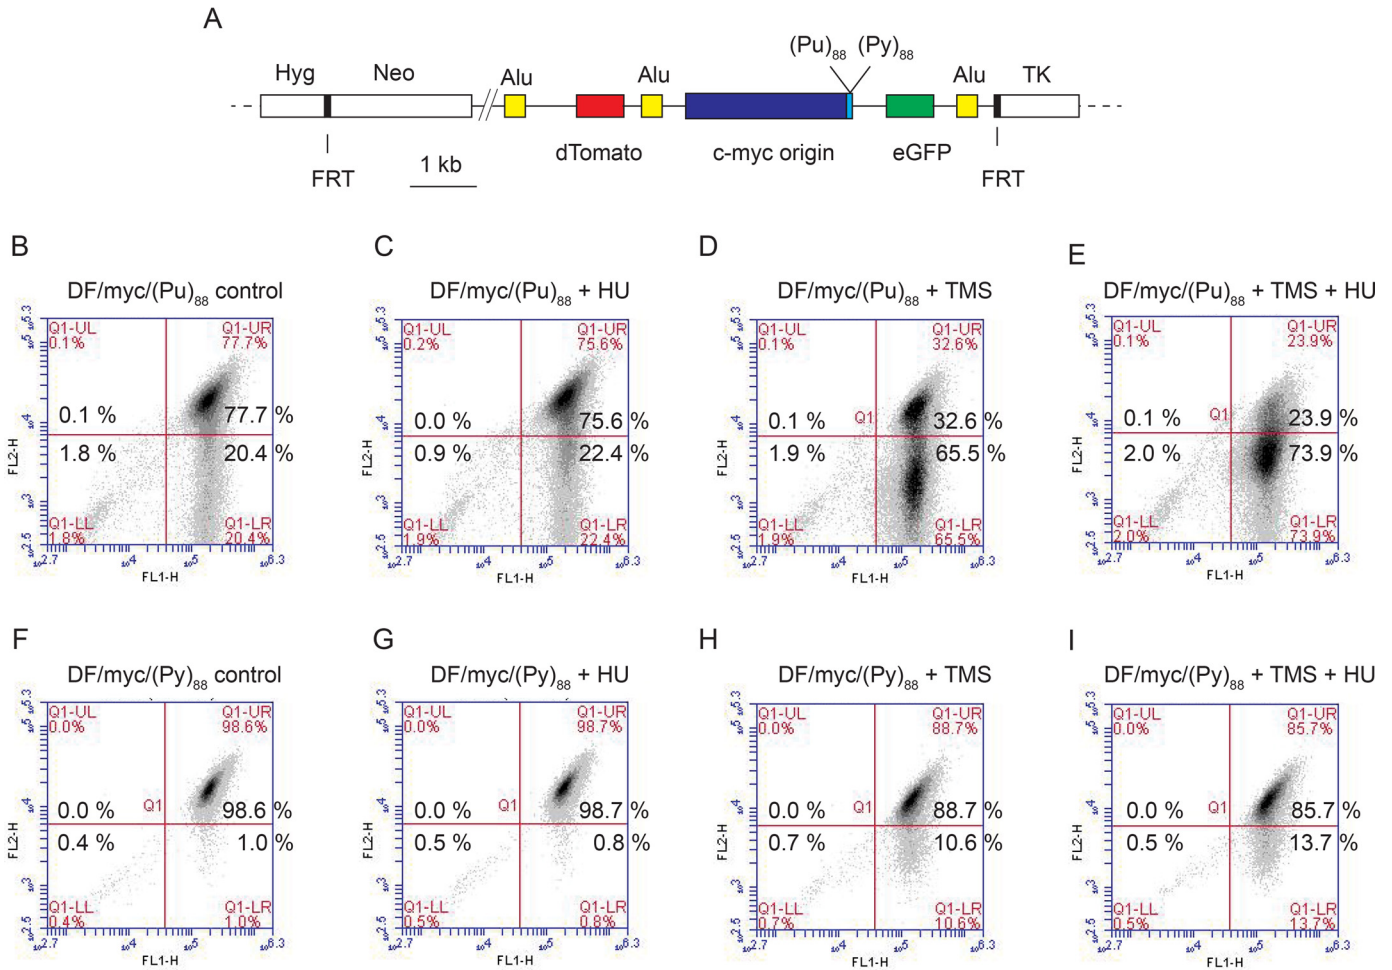 A
(Pu)88 (Py)88
Hyg Neo Alu Alu Alu TK
dTomato c-myc origin eGFP
FRT 1 kb FRT
B C D E
DF/myc/(Pu)88 control
Q1-UL Q1-UR
0.1% 77.7%
0.1 % 77.7 %
1.8 % 20.4 %
Q1-LL Q1-LR
1.8% 20.4%
FL2-H
FL1-H
DF/myc/(Pu)88 + HU
Q1-UL Q1-UR
0.2% 75.6%
0.0 % 75.6 %
0.9 % 22.4 %
Q1-LL Q1-LR
1.9% 22.4%
FL2-H
FL1-H
DF/myc/(Pu)88 + TMS
Q1-UL Q1-UR
0.1% 32.6%
Q1
0.1 % 32.6 %
1.9 % 65.5 %
Q1-LL Q1-LR
1.9% 65.5%
FL2-H
FL1-H
DF/myc/(Pu)88 + TMS + HU
Q1-UL Q1-UR
0.1% 23.9%
Q1
0.1 % 23.9 %
2.0 % 73.9 %
Q1-LL Q1-LR
2.0% 73.9%
FL2-H
FL1-H
F G H I
DF/myc/(Py)88 control
Q1-UL Q1-UR
0.0% 98.6%
Q1
0.0 % 98.6 %
0.4 % 1.0 %
Q1-LL Q1-LR
0.4% 1.0%
FL2-H
FL1-H
DF/myc/(Py)88 + HU
Q1-UL Q1-UR
0.0% 98.7%
Q1
0.0 % 98.7 %
0.5 % 0.8 %
Q1-LL Q1-LR
0.5% 0.8%
FL2-H
FL1-H
DF/myc/(Py)88 + TMS
Q1-UL Q1-UR
0.0% 88.7%
Q1
0.0 % 88.7 %
0.7 % 10.6 %
Q1-LL Q1-LR
0.7% 10.6%
FL2-H
FL1-H
DF/myc/(Py)88 + TMS + HU
Q1-UL Q1-UR
0.0% 85.7%
Q1
0.0 % 85.7 %
0.5 % 13.7 %
Q1-LL Q1-LR
0.5% 13.7%
FL2-H
FL1-H